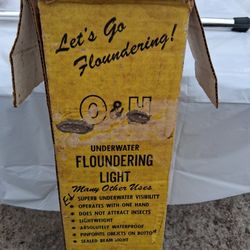 Let's Go
Floundering!
O & H
UNDERWATER
FLOUNDERING
LIGHT
Many Other Uses
• SUPERB UNDERWATER VISIBILITY
• OPERATES WITH ONE HAND
• DOES NOT ATTRACT INSECTS
• LIGHTWEIGHT
• ABSOLUTELY WATERPROOF
• PINPOINTS OBJECTS ON BOTTOM
• SEALED BEAM LIGHT